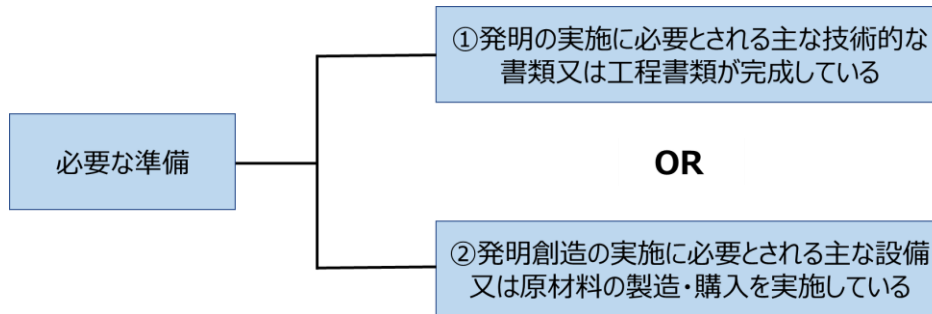 ①発明の実施に必要とされる主な技術的な
書類又は工程書類が完成している
必要な準備
OR
②発明創造の実施に必要とされる主な設備
又は原材料の製造・購入を実施している